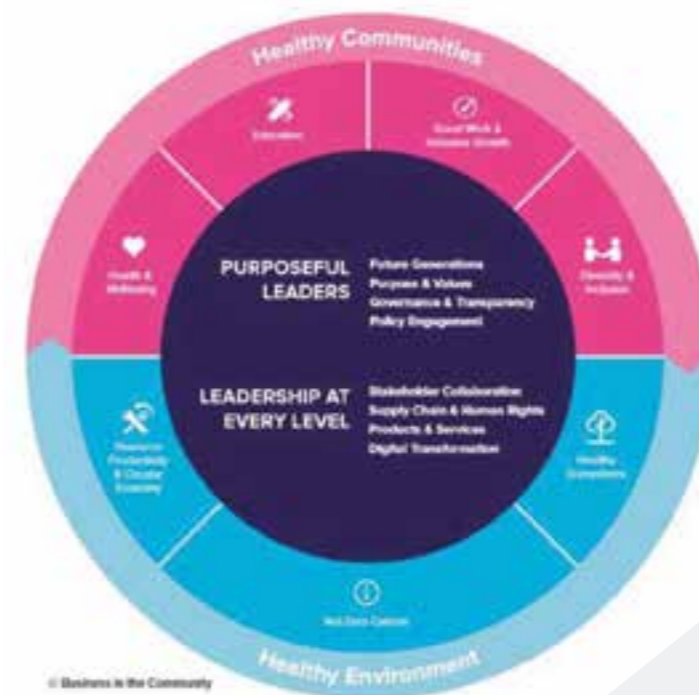 Healthy Communities
Education
Good Work &
Inclusive Growth
Health &
Wellbeing
Diversity &
Inclusion
PURPOSEFUL
LEADERS
Future Generations
Purpose & Values
Governance & Transparency
Policy Engagement
LEADERSHIP AT
EVERY LEVEL
Stakeholder Collaboration
Supply Chain & Human Rights
Products & Services
Digital Transformation
Resource
Productivity
& Circular
Economy
Healthy
Ecosystems
Net Zero Carbon
Healthy Environment
© Business in the Community